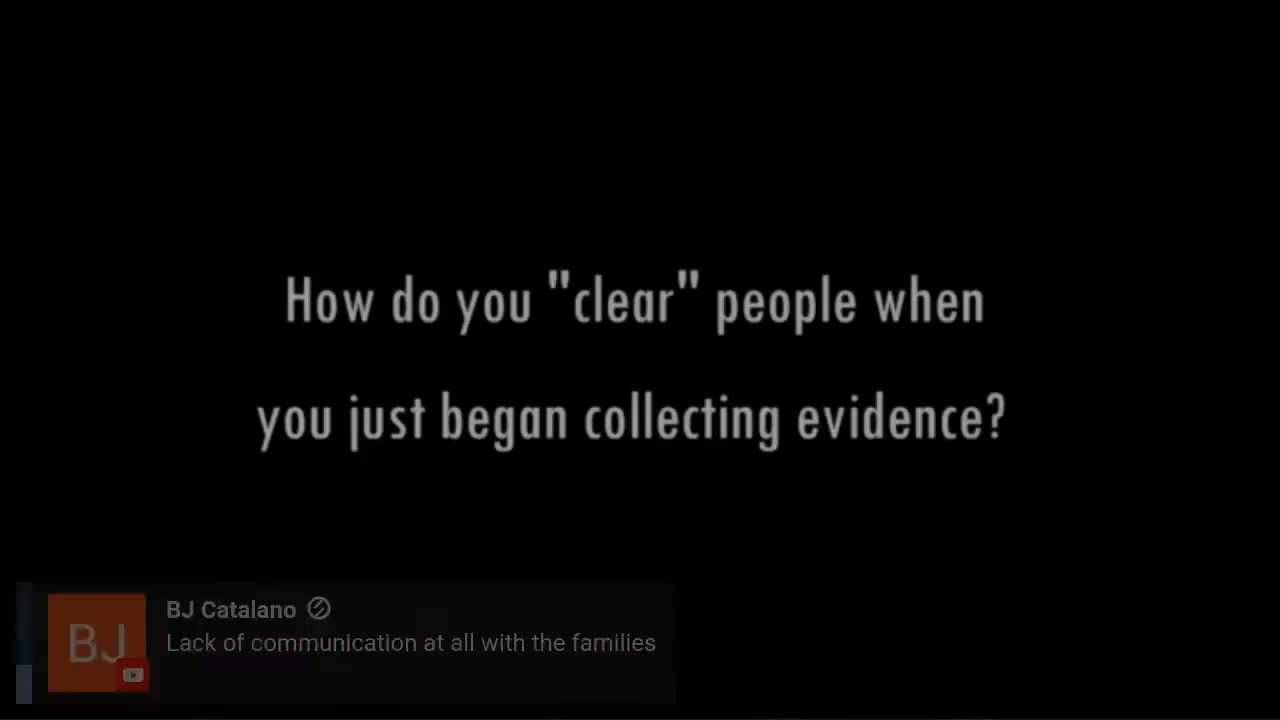 How do you "clear" people when
you just began collecting evidence?
BJ Catalano
BJ
Lack of communication at all with the families